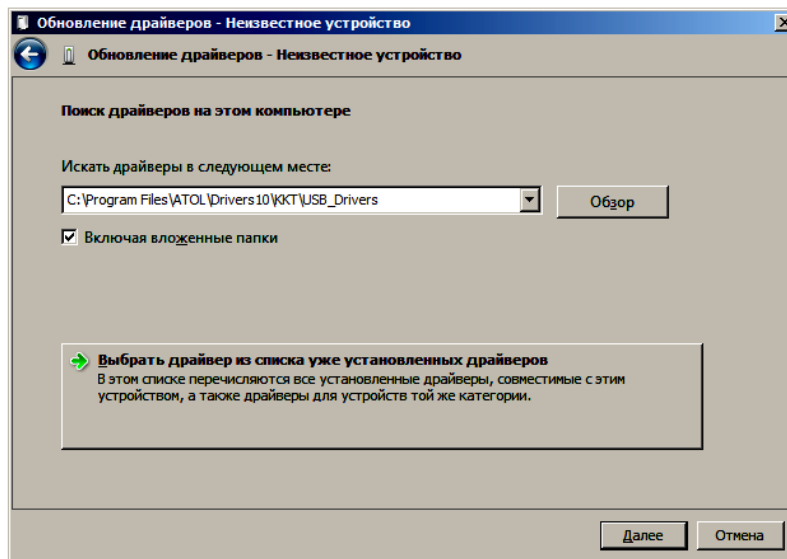 Обновление драйверов - Неизвестное устройство
Обновление драйверов - Неизвестное устройство
Поиск драйверов на этом компьютере
Искать драйверы в следующем месте:
C:\Program Files\ATOL\Drivers10\KKT\USB_Drivers
Обзор
Включая вложенные папки
Выбрать драйвер из списка уже установленных драйверов
В этом списке перечисляются все установленные драйверы, совместимые с этим
устройством, а также драйверы для устройств той же категории.
Далее
Отмена